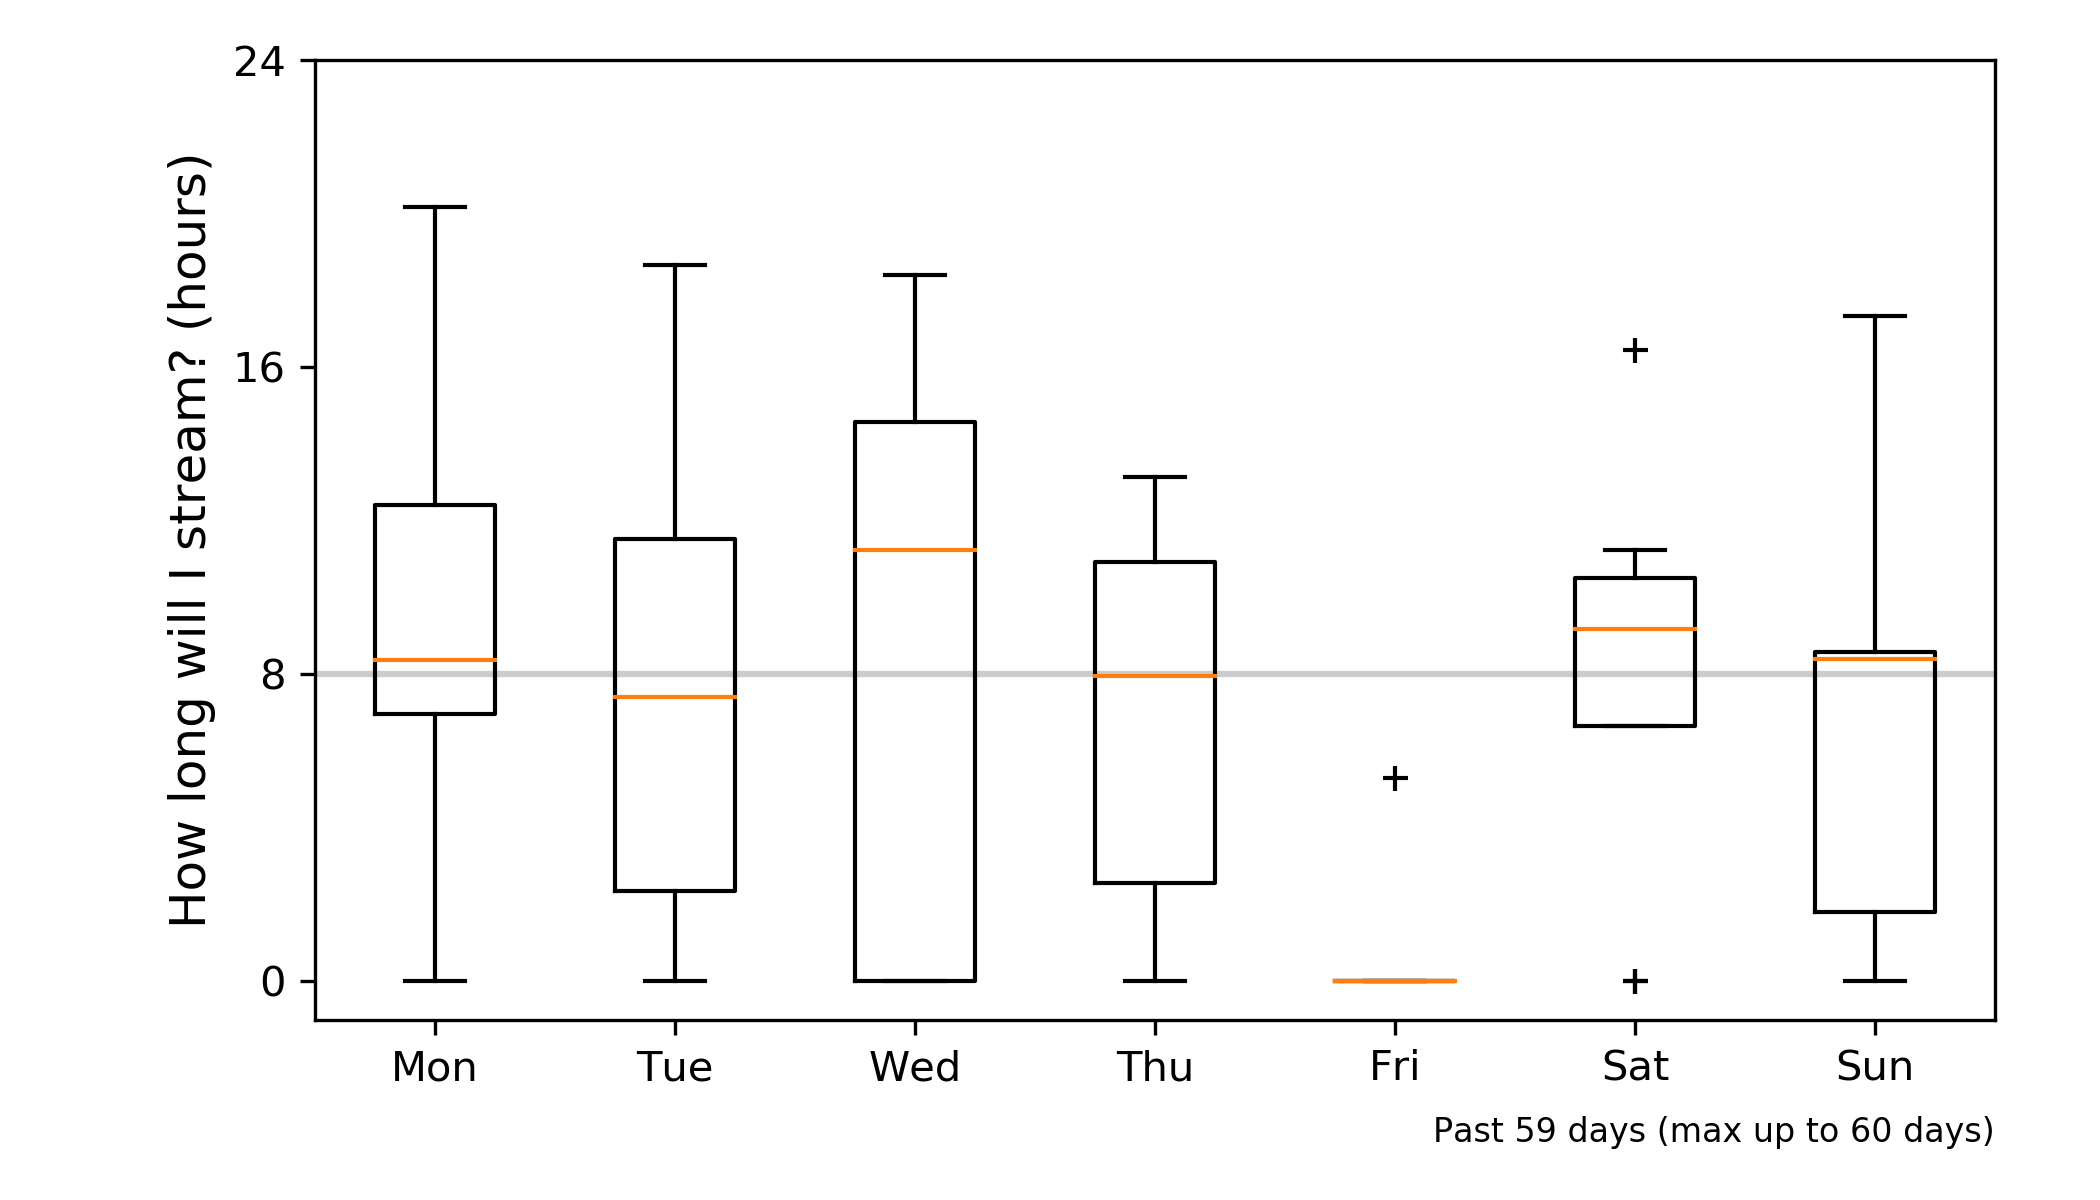 How long will I stream? (hours)
24
16
8
0
Mon Tue Wed Thu Fri Sat Sun
Past 59 days (max up to 60 days)